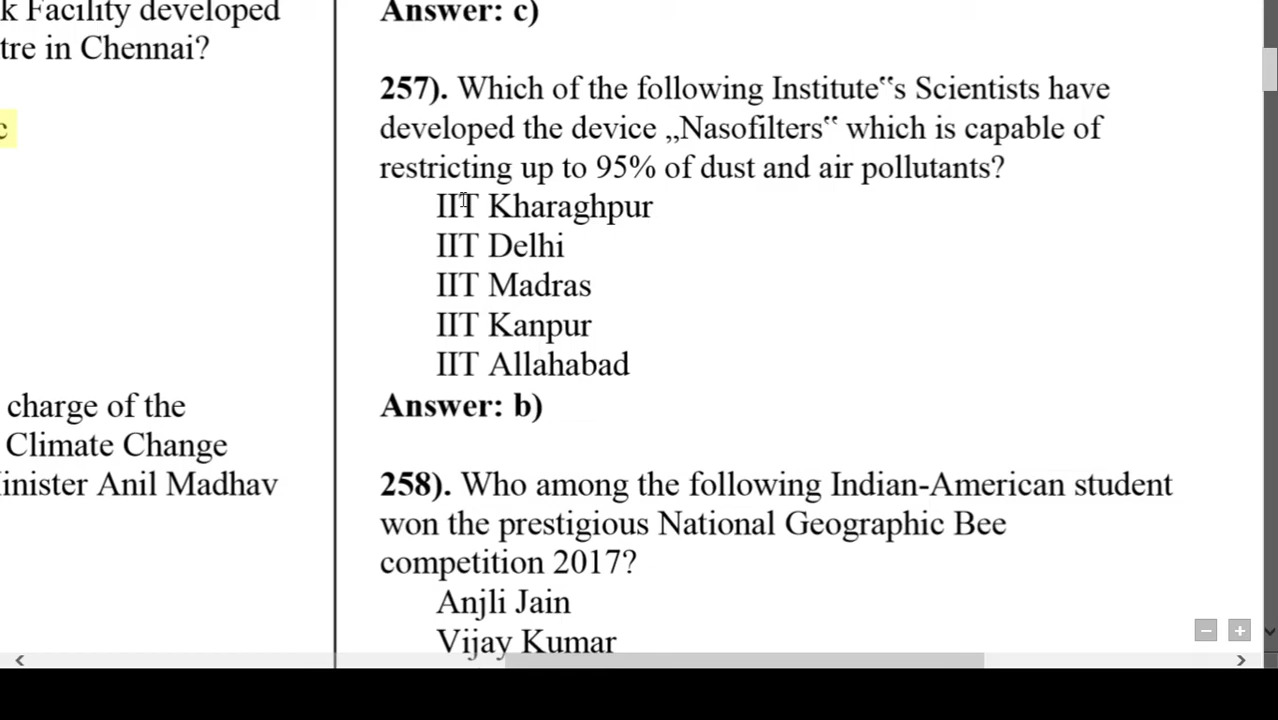 k Facility developed
tre in Chennai?
c
charge of the
Climate Change
inister Anil Madhav
Answer: c)
257). Which of the following Institute‟s Scientists have
developed the device „Nasofilters‟ which is capable of
restricting up to 95% of dust and air pollutants?
IIT Kharaghpur
IIT Delhi
IIT Madras
IIT Kanpur
IIT Allahabad
Answer: b)
258). Who among the following Indian-American student
won the prestigious National Geographic Bee
competition 2017?
Anjli Jain
Vijay Kumar